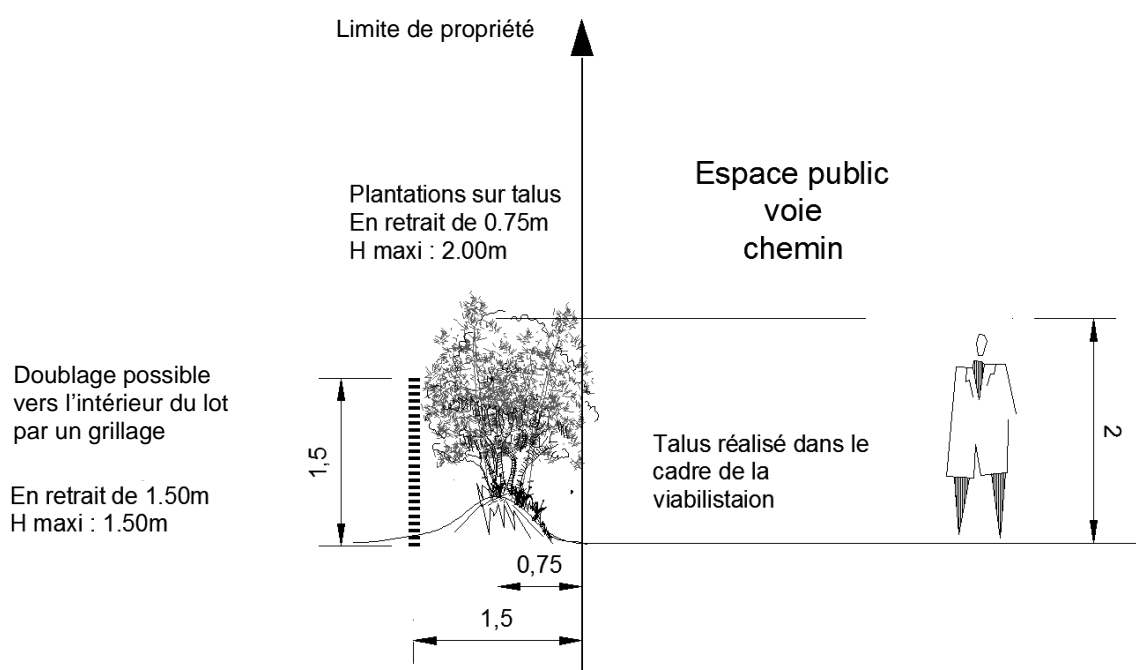 Limite de propriété
Espace public
voie
chemin
Plantations sur talus
En retrait de 0.75m
H maxi : 2.00m
Doublage possible
vers l'intérieur du lot
par un grillage
En retrait de 1.50m
H maxi : 1.50m
1,5
Talus réalisé dans le
cadre de la
viabilistaion
2
0,75
1,5